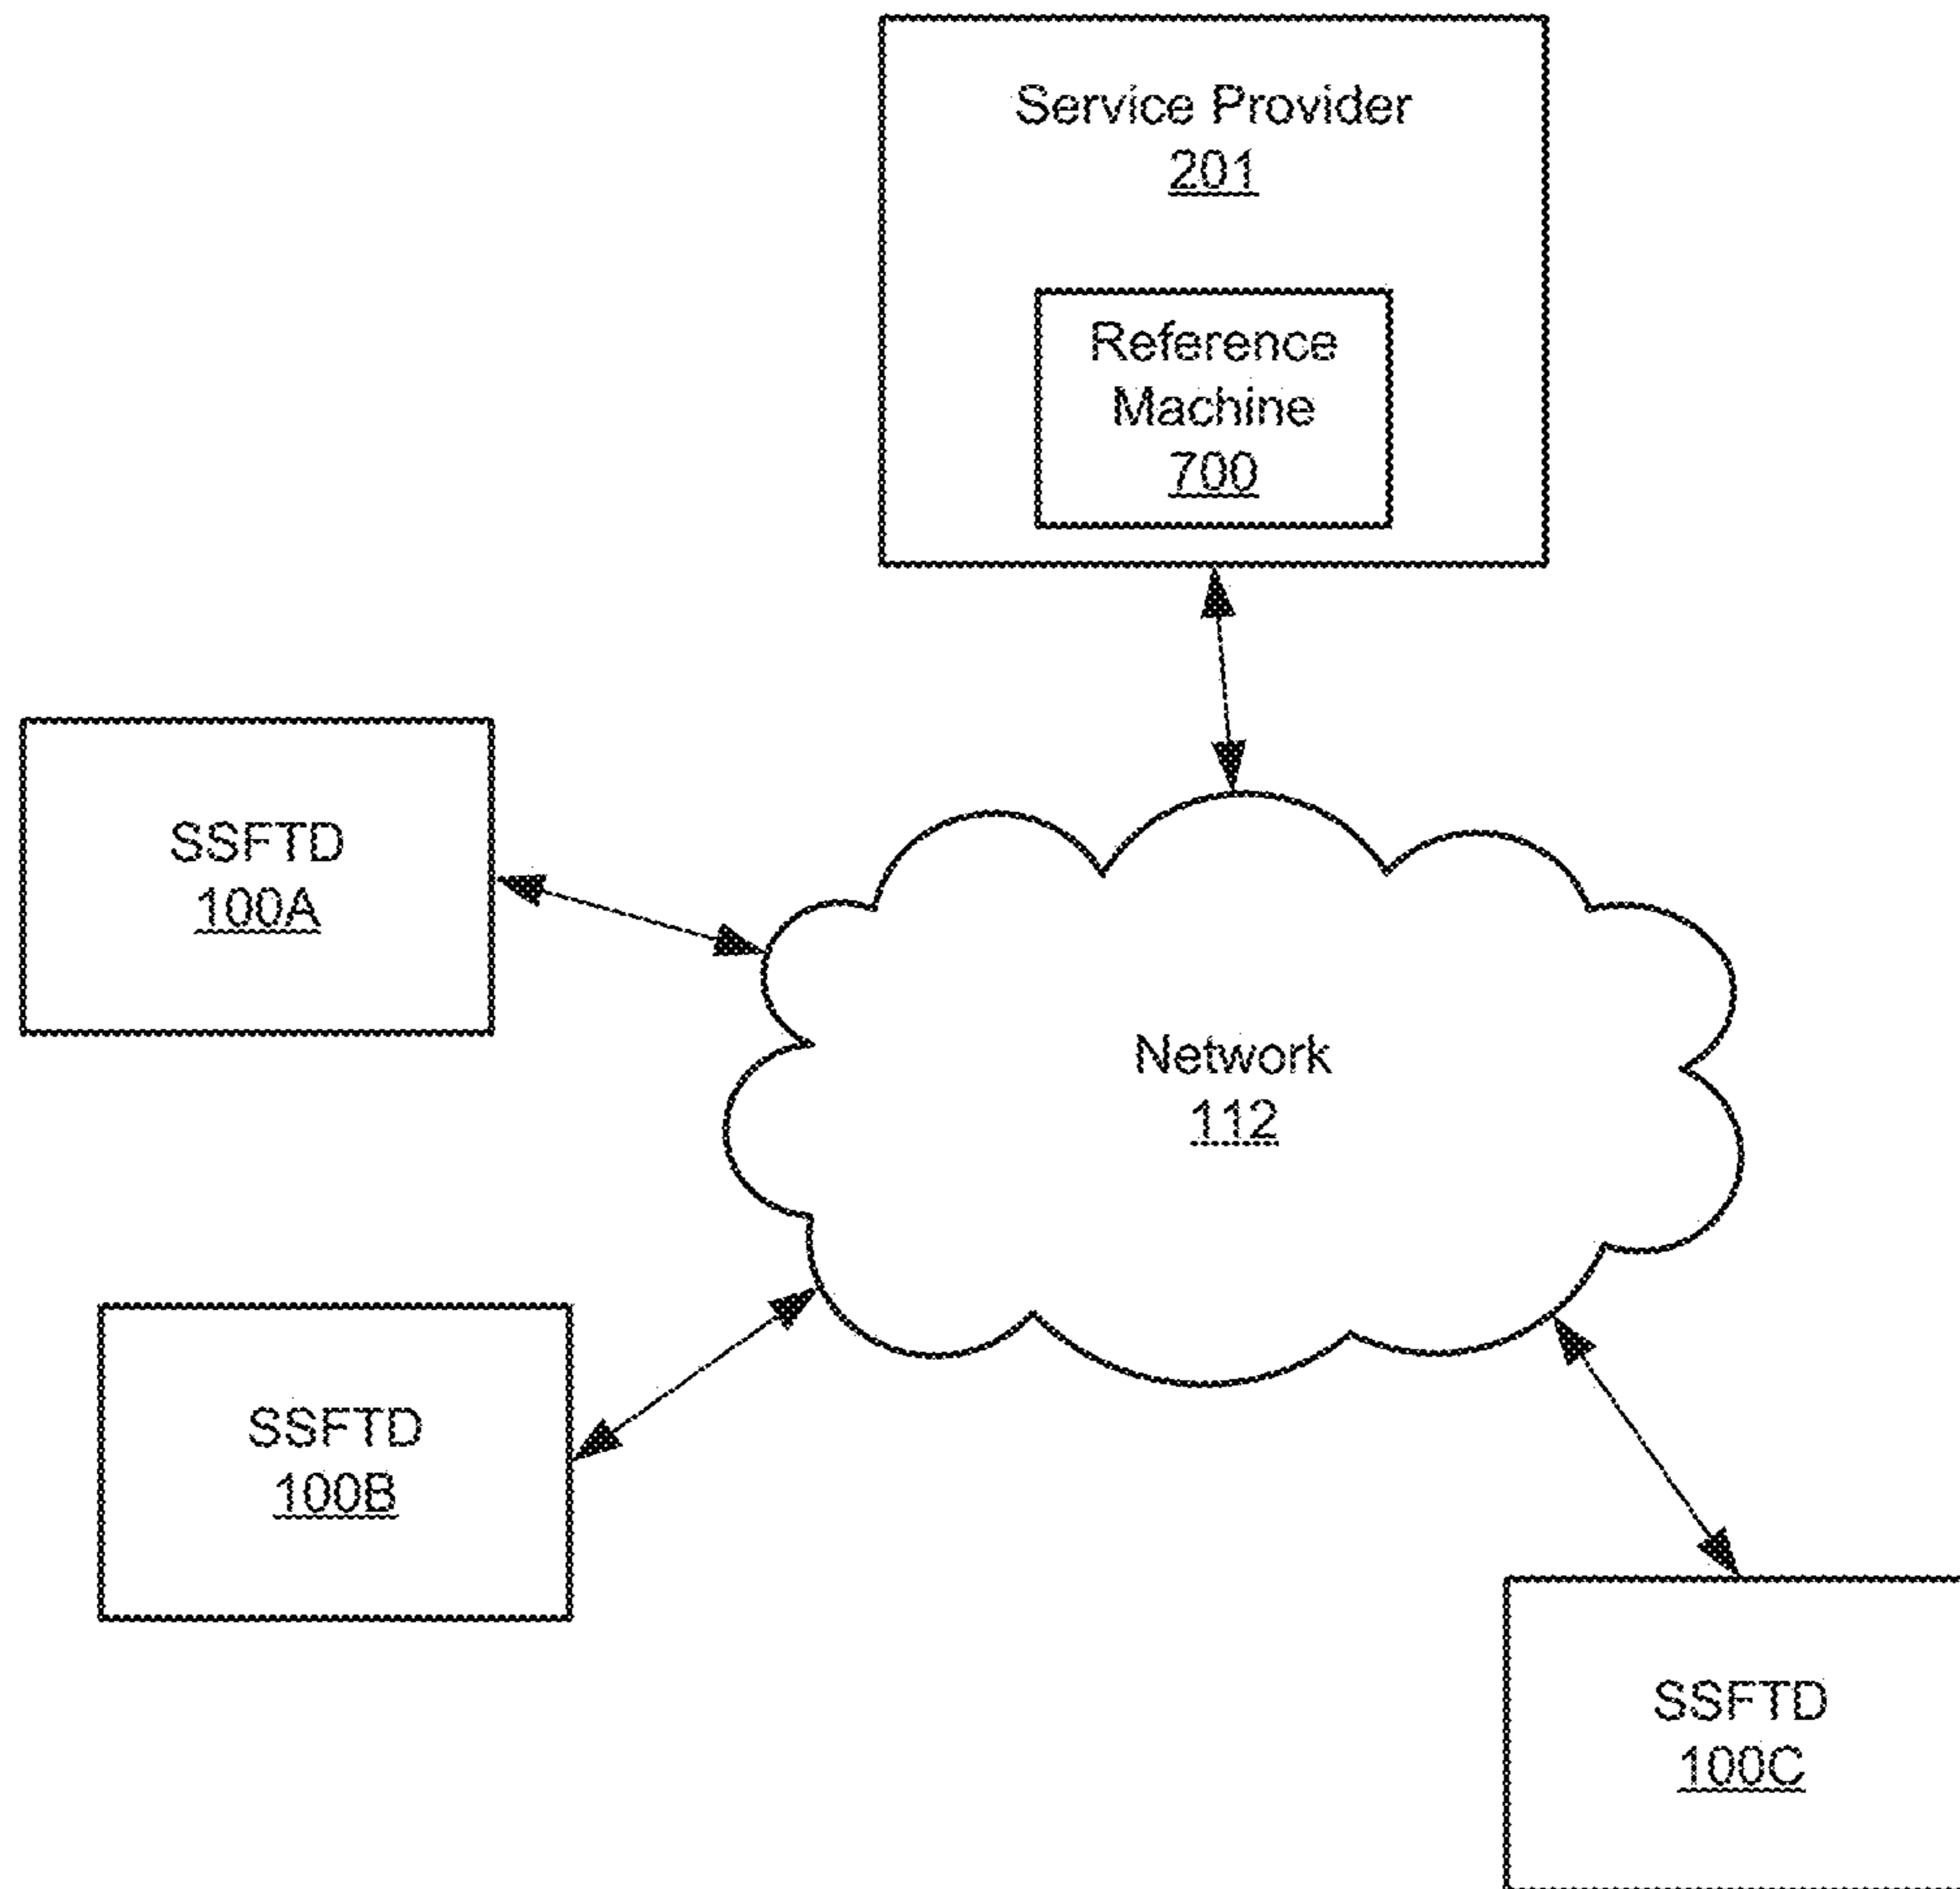 Service Provider
201
Reference
Machine
700
SSFTD
100A
Network
112
SSFTD
100B
SSFTD
100C